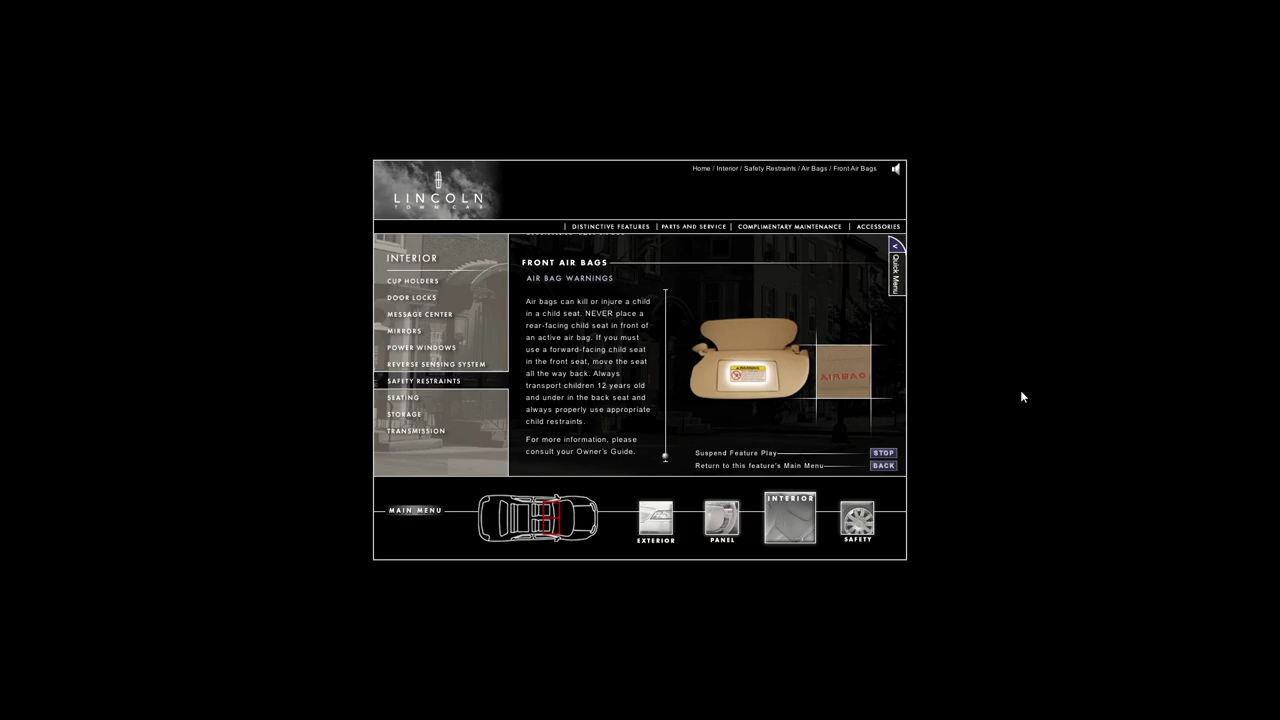 Home / Interior / Safety Restraints / Air Bags / Front Air Bags
LINCOLN
TOWN CAR
DISTINCTIVE FEATURES
PARTS AND SERVICE
COMPLIMENTARY MAINTENANCE
ACCESSORIES
INTERIOR
CUP HOLDERS
DOOR LOCKS
MESSAGE CENTER
MIRRORS
POWER WINDOWS
REVERSE SENSING SYSTEM
SAFETY RESTRAINTS
SEATING
STORAGE
TRANSMISSION
FRONT AIR BAGS
AIR BAG WARNINGS
Air bags can kill or injure a child
in a child seat. NEVER place a
rear-facing child seat in front of
an active air bag. If you must
use a forward-facing child seat
in the front seat, move the seat
all the way back. Always
transport children 12 years old
and under in the back seat and
always properly use appropriate
child restraints.
For more information, please
consult your Owner's Guide.
WARNING
AIRBAG
Quick Menu
Suspend Feature Play
STOP
Return to this feature's Main Menu
BACK
MAIN MENU
EXTERIOR
PANEL
INTERIOR
SAFETY